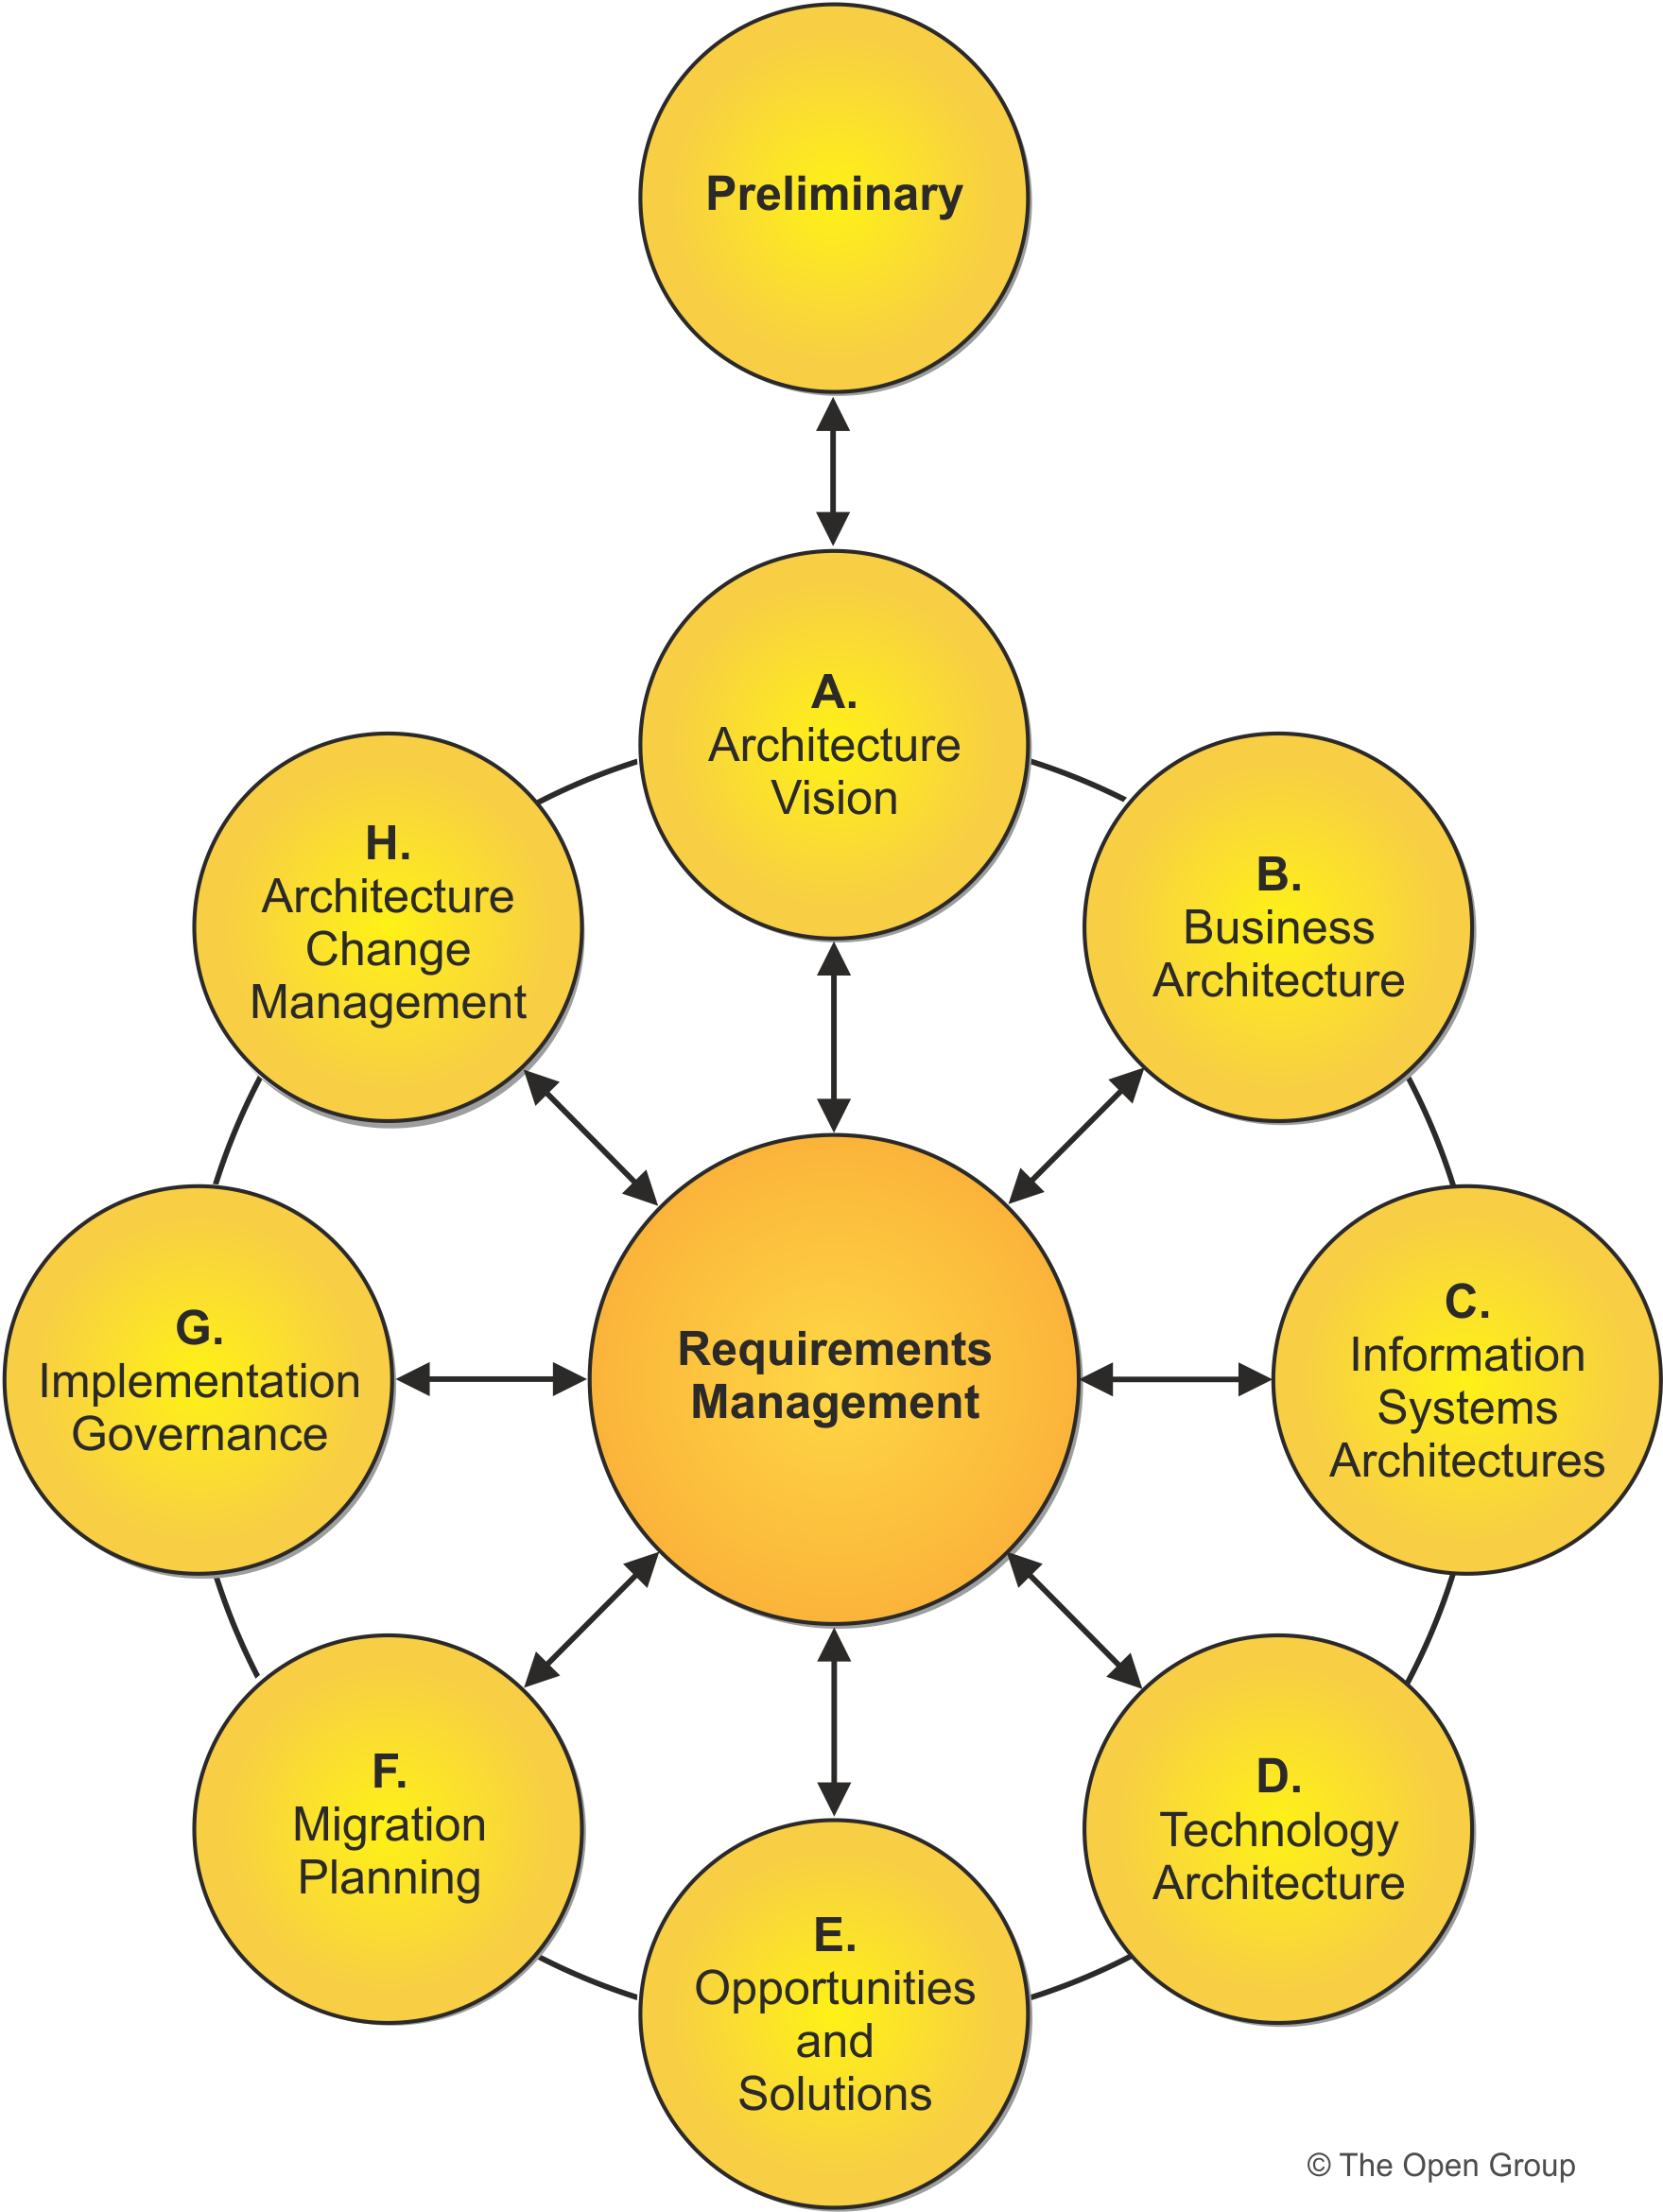 Preliminary
A.
Architecture
Vision
B.
Business
Architecture
C.
Information
Systems
Architectures
D.
Technology
Architecture
E.
Opportunities
and
Solutions
F.
Migration
Planning
G.
Implementation
Governance
H.
Architecture
Change
Management
Requirements
Management
© The Open Group